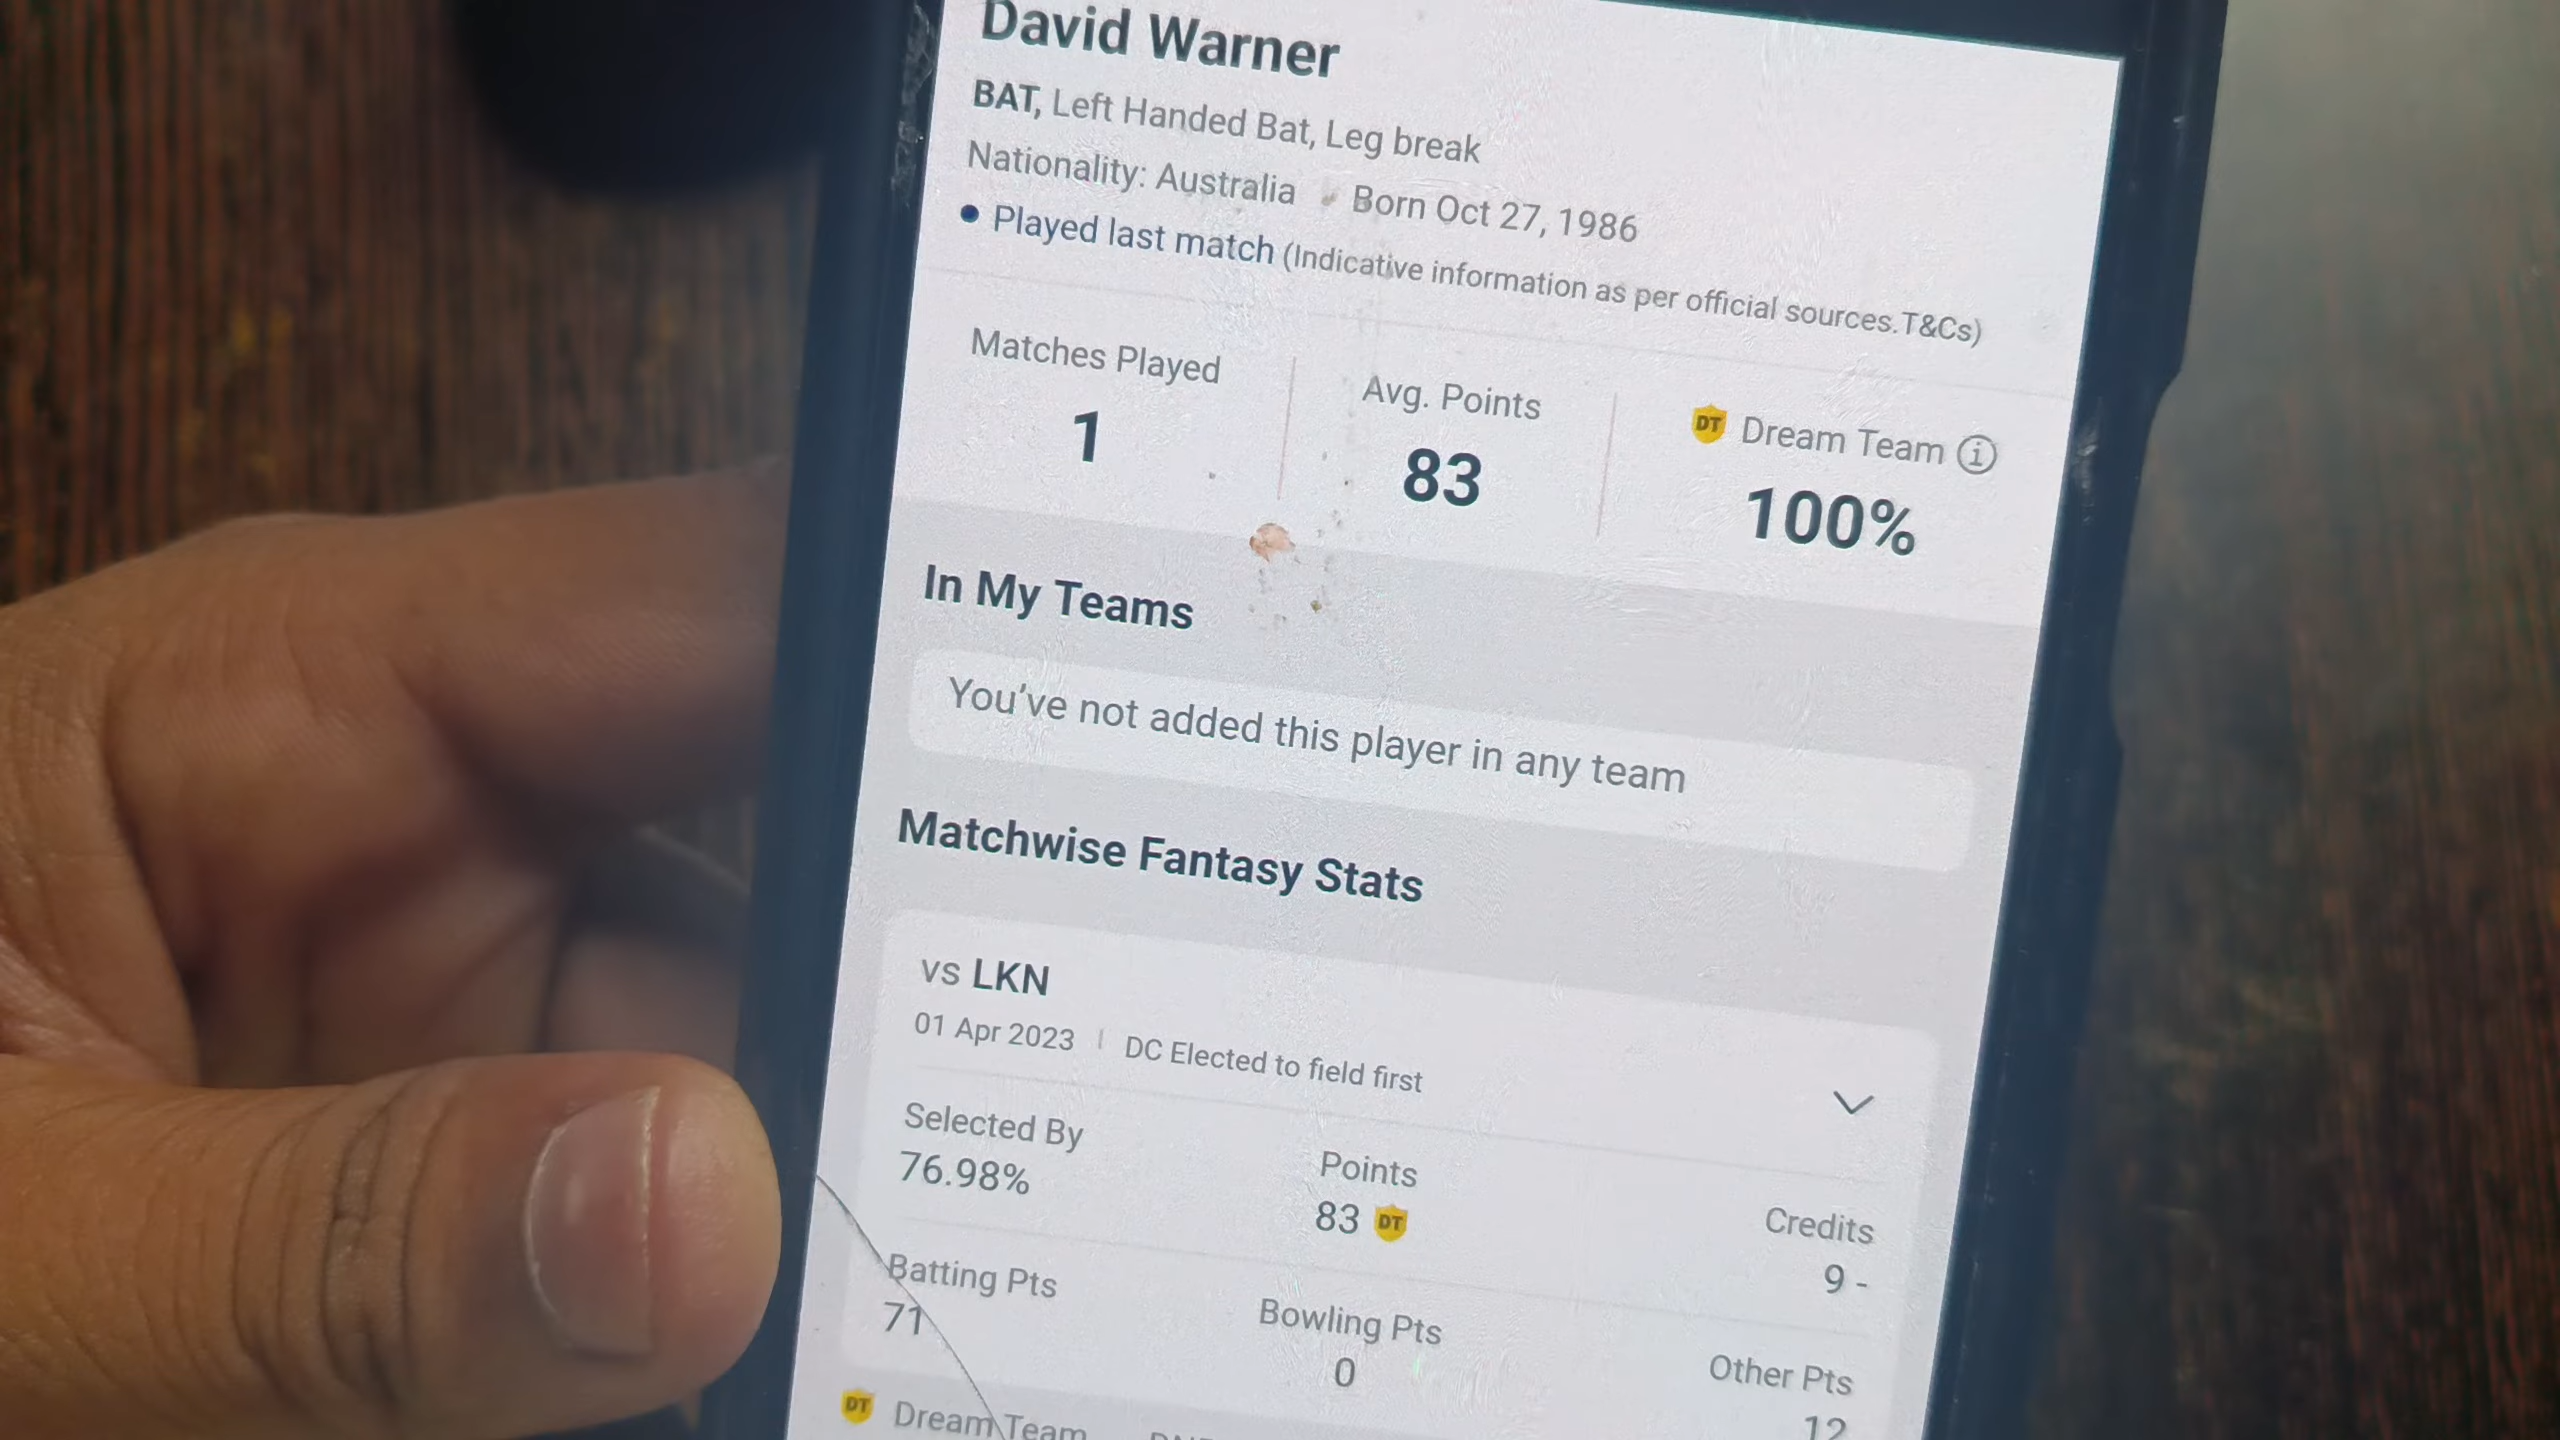 David Warner
BAT, Left Handed Bat, Leg break
Nationality: Australia Born Oct 27, 1986
• Played last match (Indicative information as per official sources.T&Cs)
Matches Played
1
Avg. Points
83
DT Dream Team i
100%
In My Teams
You've not added this player in any team
Matchwise Fantasy Stats
vs LKN
01 Apr 2023 | DC Elected to field first
Selected By
76.98%
Points
83 DT
Credits
9 -
Batting Pts
71
Bowling Pts
0
Other Pts
12
DT Dream Team